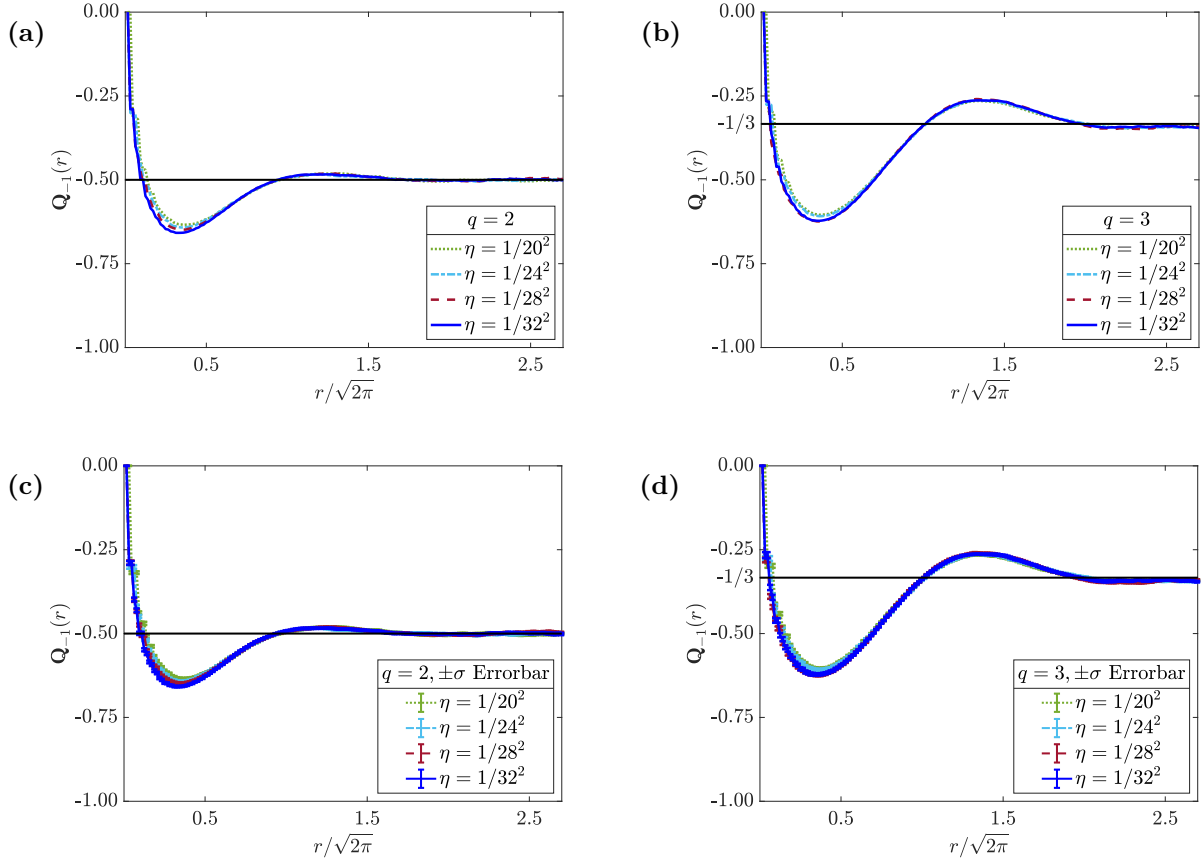 (a)
0.00
-0.25
-0.50
-0.75
-1.00
Q₋₁(r)
0.5
1.5
2.5
r/√2π
q = 2
η = 1/20²
η = 1/24²
η = 1/28²
η = 1/32²
(b)
0.00
-0.25
-1/3
-0.50
-0.75
-1.00
Q₋₁(r)
0.5
1.5
2.5
r/√2π
q = 3
η = 1/20²
η = 1/24²
η = 1/28²
η = 1/32²
(c)
0.00
-0.25
-0.50
-0.75
-1.00
Q₋₁(r)
0.5
1.5
2.5
r/√2π
q = 2, ±σ Errorbar
η = 1/20²
η = 1/24²
η = 1/28²
η = 1/32²
(d)
0.00
-0.25
-1/3
-0.50
-0.75
-1.00
Q₋₁(r)
0.5
1.5
2.5
r/√2π
q = 3, ±σ Errorbar
η = 1/20²
η = 1/24²
η = 1/28²
η = 1/32²